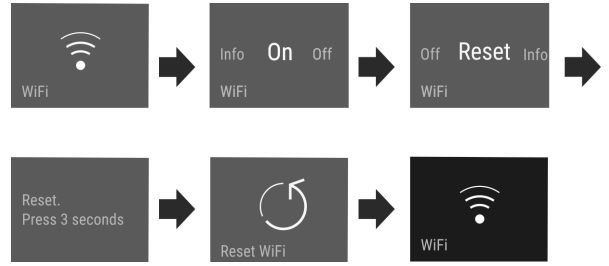 WiFi
Info On Off
WiFi
Off Reset Info
WiFi
Reset.
Press 3 seconds
Reset WiFi
WiFi